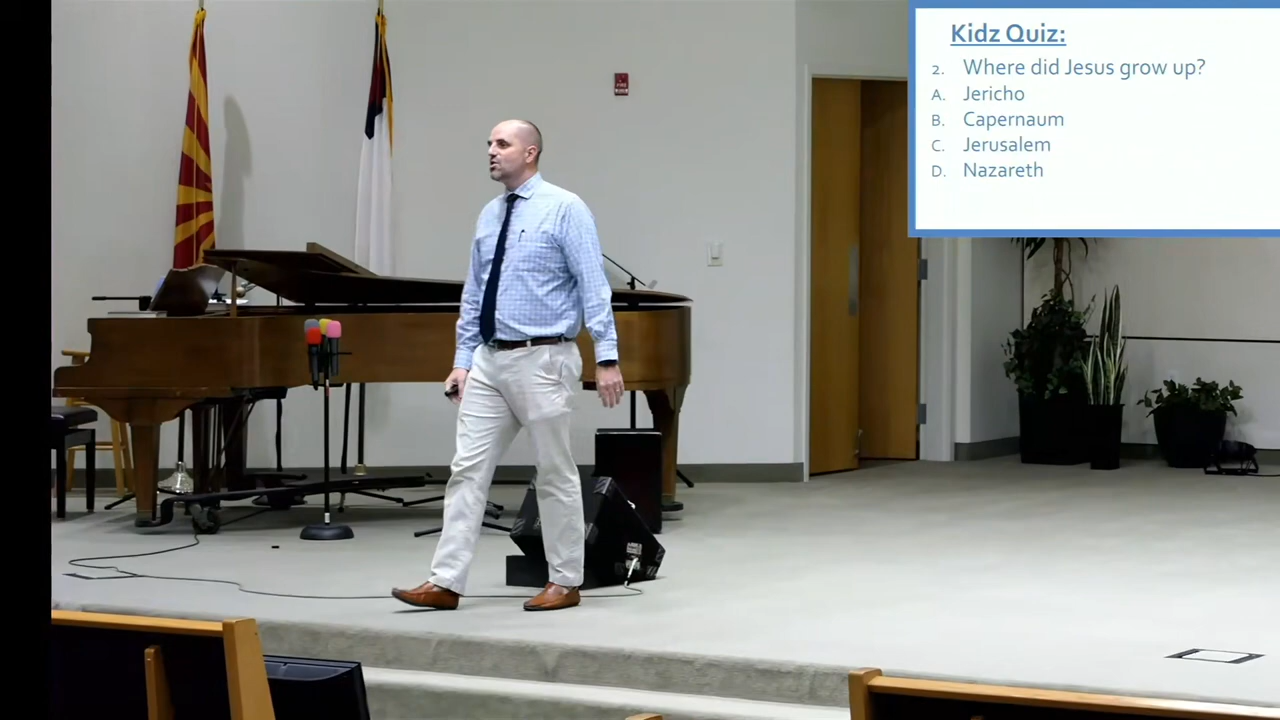 Kidz Quiz:
2. Where did Jesus grow up?
A. Jericho
B. Capernaum
C. Jerusalem
D. Nazareth